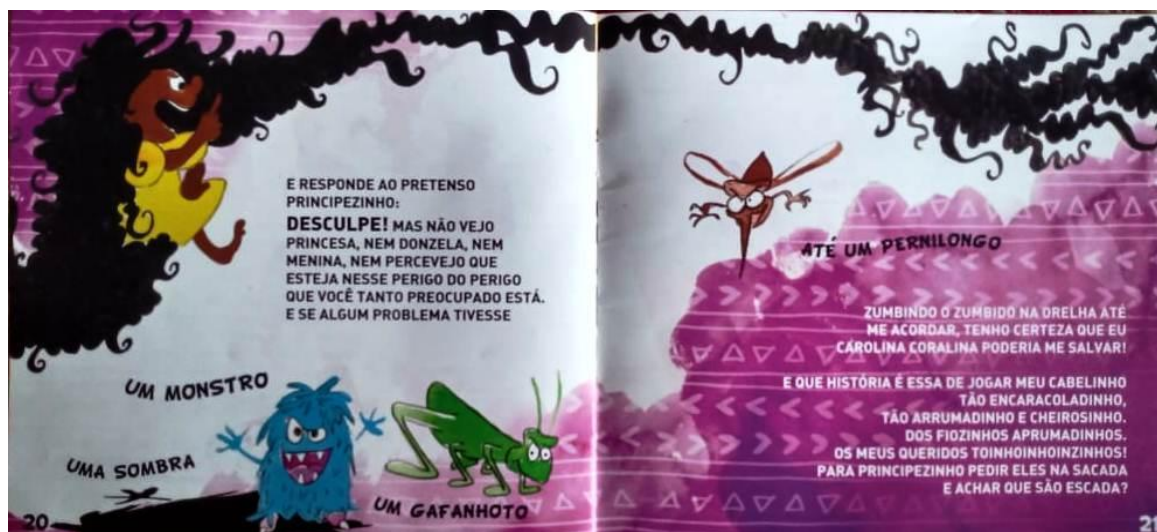 E RESPONDE AO PRETENSO
PRINCIPEZINHO:
DESCULPE! MAS NÃO VEJO
PRINCESA, NEM DONZELA, NEM
MENINA, NEM PERCEVEJO QUE
ESTEJA NESSE PERIGO DO PERIGO
QUE VOCÊ TANTO PREOCUPADO ESTÁ.
E SE ALGUM PROBLEMA TIVESSE
UM MONSTRO
UMA SOMBRA
UM GAFANHOTO
20
ATÉ UM PERNILONGO
ZUMBINDO O ZUMBIDO NA ORELHA ATÉ
ME ACORDAR, TENHO CERTEZA QUE EU
CAROLINA CORALINA PODERIA ME SALVAR!
E QUE HISTÓRIA É ESSA DE JOGAR MEU CABELINHO
TÃO ENCARACOLADINHO,
TÃO ARRUMADINHO E CHEIROSINHO.
DOS FIOZINHOS APRUMADINHOS.
OS MEUS QUERIDOS TOINHOINHOINZINHOS!
PARA PRINCIPEZINHO PEDIR ELES NA SACADA
E ACHAR QUE SÃO ESCADA?